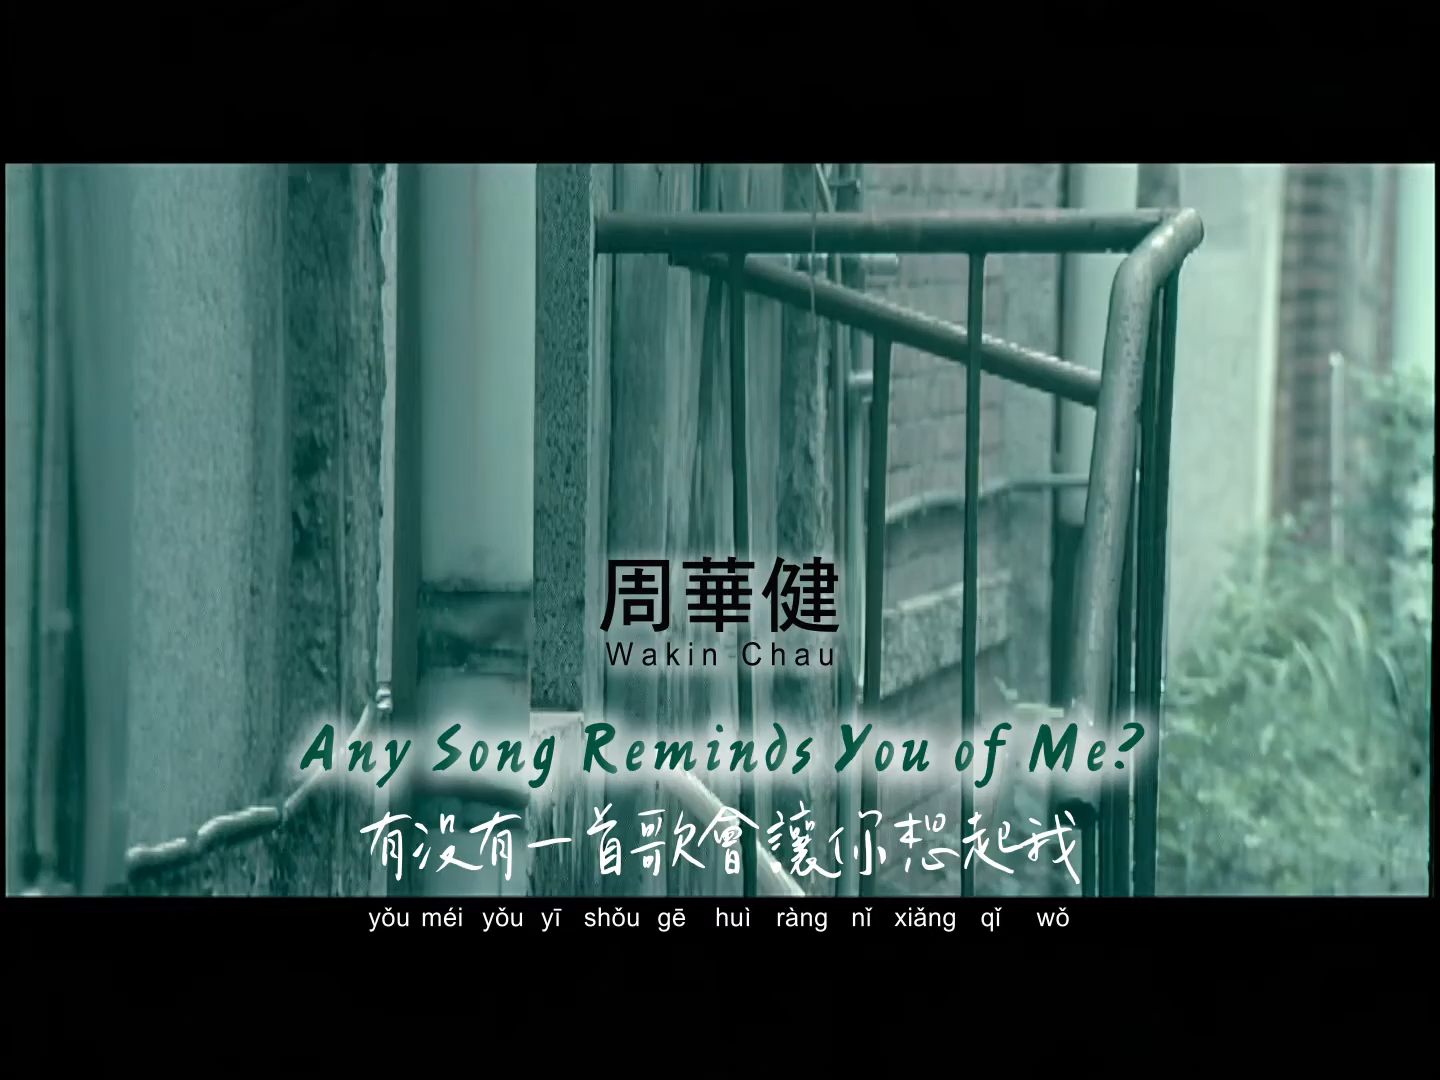 周華健
Wakin Chau
Any Song Reminds You of Me?
有没有一首歌會讓你想起我
yǒu méi yǒu yī shǒu gē huì ràng nǐ xiǎng qǐ wǒ